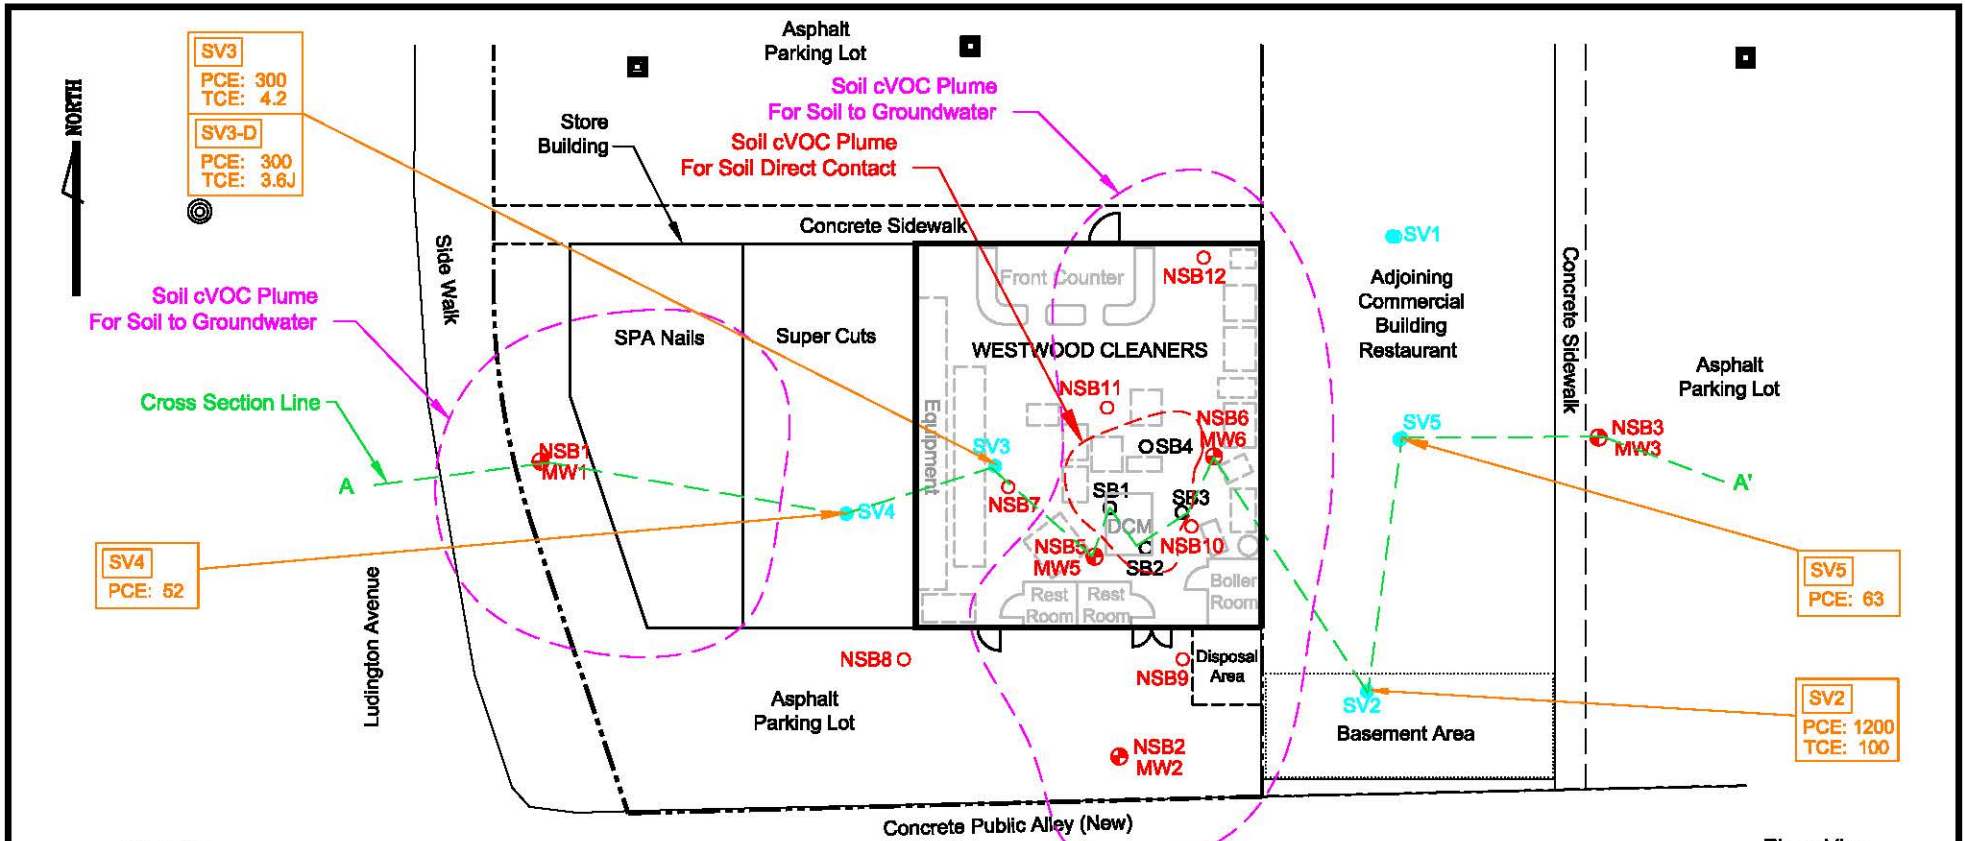 SV3
PCE: 300
TCE: 4.2
SV3-D
PCE: 300
TCE: 3.6J
NORTH
Asphalt
Parking Lot
Soil cVOC Plume
For Soil to Groundwater
Store
Building
Soil cVOC Plume
For Soil Direct Contact
Concrete Sidewalk
Side Walk
SV1
Front Counter
NSB12
Adjoining
Commercial
Building
Restaurant
Concrete Sidewalk
Soil cVOC Plume
For Soil to Groundwater
SPA Nails
Super Cuts
WESTWOOD CLEANERS
Asphalt
Parking Lot
Cross Section Line
NSB11
Equipment
NSB6
MW6
SV5
NSB3
MW3
SV3
SB4
NSB1
MW1
A
A'
NSB7
SB1
SB3
SV4
DCM
NSB5
MW5
NSB10
SB2
SV4
PCE: 52
SV5
PCE: 63
Rest
Room
Rest
Room
Boiler
Room
Ludington Avenue
NSB8
NSB9
Disposal
Area
Asphalt
Parking Lot
SV2
Basement Area
SV2
PCE: 1200
TCE: 100
NSB2
MW2
Concrete Public Alley (New)